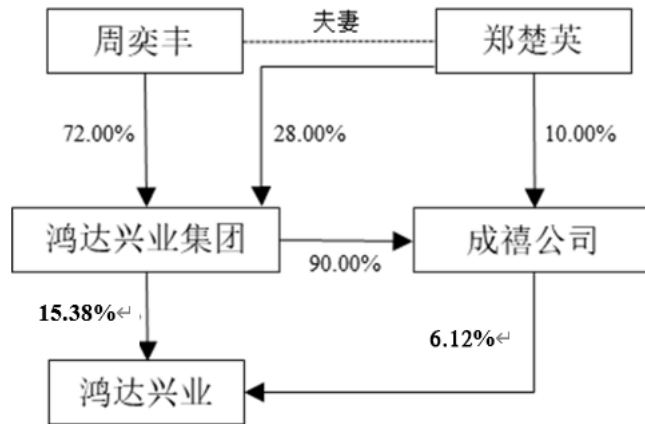 夫妻
周奕丰
郑楚英
72.00%
28.00%
10.00%
鸿达兴业集团
成禧公司
90.00%
15.38%↵
6.12%↵
鸿达兴业